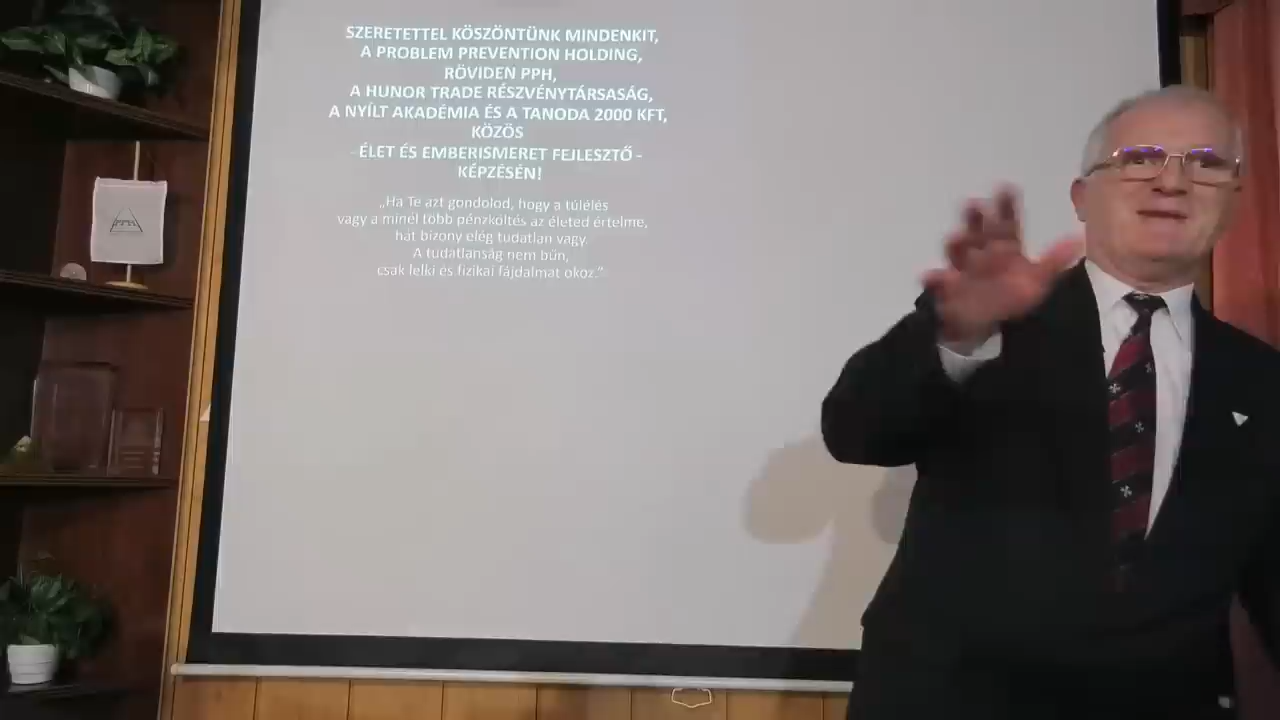 SZERETETTEL KÖSZÖNTÜNK MINDENKIT,
A PROBLEM PREVENTION HOLDING,
RÖVIDEN PPH,
A HUNOR TRADE RÉSZVÉNYTÁRSASÁG,
A NYÍLT AKADÉMIA ÉS A TANODA 2000 KFT,
KÖZÖS
- ÉLET ÉS EMBERISMERET FEJLESZTŐ -
KÉPZÉSÉN!
„Ha Te azt gondolod, hogy a túlélés
vagy a minél több pénzköltés az életed értelme,
hát bizony elég tudatlan vagy.
A tudatlanság nem bűn,
csak lelki és fizikai fájdalmat okoz.”